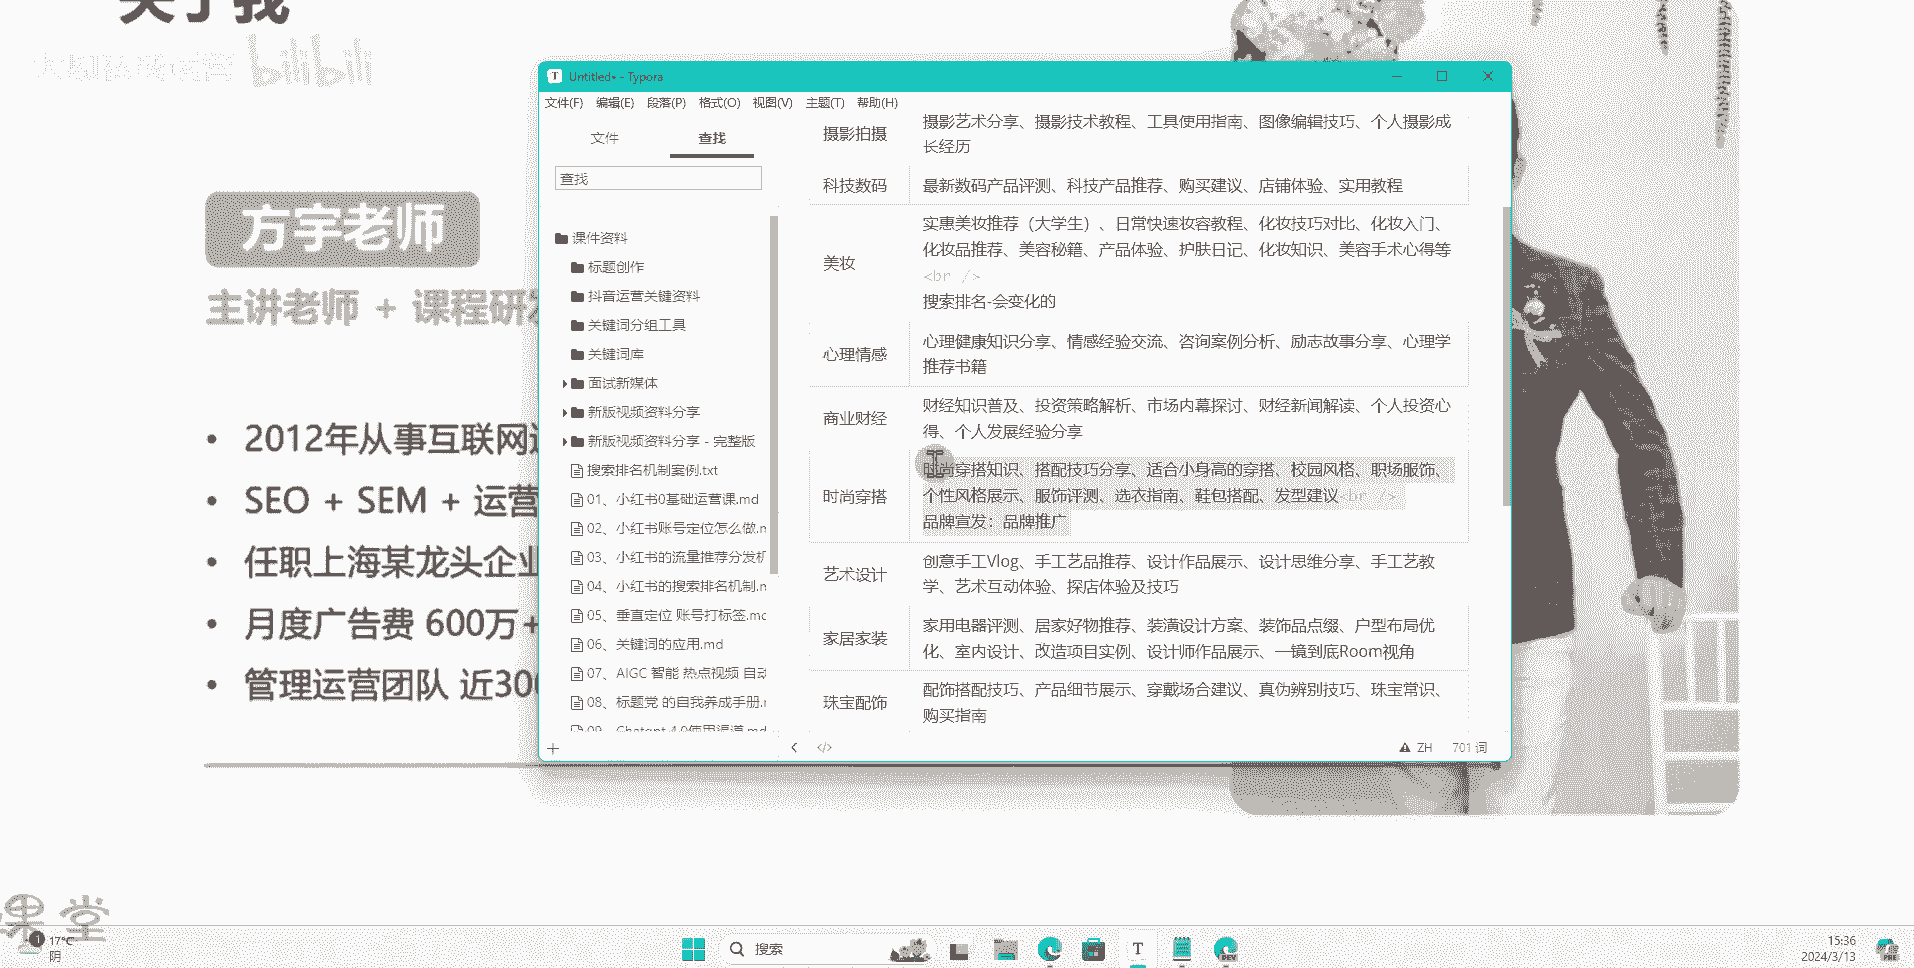 关于我
bilibili
方宇老师
主讲老师 + 课程研发
2012年从事互联网
SEO + SEM + 运营
任职上海某龙头企业
月度广告费 600万+
管理运营团队 近300
Untitled• - Typora
文件(F) 编辑(E) 段落(P) 格式(O) 视图(V) 主题(T) 帮助(H)
文件 查找
查找
课件资料
标题创作
抖音运营关键资料
关键词分组工具
关键词库
面试新媒体
新版视频资料分享
新版视频资料分享 - 完整版
搜索排名机制案例.txt
01、小红书0基础运营课.md
02、小红书账号定位怎么做.m
03、小红书的流量推荐分发机
04、小红书的搜索排名机制.m
05、垂直定位 账号打标签.mc
06、关键词的应用.md
07、AIGC 智能 热点视频 自动
08、标题党 的自我养成手册.r
09、Chatgpt 4.0使用渠道.md
摄影拍摄
摄影艺术分享、摄影技术教程、工具使用指南、图像编辑技巧、个人摄影成
长经历
科技数码
最新数码产品评测、科技产品推荐、购买建议、店铺体验、实用教程
美妆
实惠美妆推荐（大学生）、日常快速妆容教程、化妆技巧对比、化妆入门、
化妆品推荐、美容秘籍、产品体验、护肤日记、化妆知识、美容手术心得等
<br />
搜索排名-会变化的
心理情感
心理健康知识分享、情感经验交流、咨询案例分析、励志故事分享、心理学
推荐书籍
商业财经
财经知识普及、投资策略解析、市场内幕探讨、财经新闻解读、个人投资心
得、个人发展经验分享
时尚穿搭
时尚穿搭知识、搭配技巧分享、适合小身高的穿搭、校园风格、职场服饰、
个性风格展示、服饰评测、选衣指南、鞋包搭配、发型建议<br />
品牌宣发：品牌推广
艺术设计
创意手工Vlog、手工艺品推荐、设计作品展示、设计思维分享、手工艺教
学、艺术互动体验、探店体验及技巧
家居家装
家用电器评测、居家好物推荐、装潢设计方案、装饰品点缀、户型布局优
化、室内设计、改造项目实例、设计师作品展示、一镜到底Room视角
珠宝配饰
配饰搭配技巧、产品细节展示、穿戴场合建议、真伪辨别技巧、珠宝常识、
购买指南
ZH 701 词
课堂
1 17°C
阴
搜索
DEV
15:36
2024/3/13
PRE